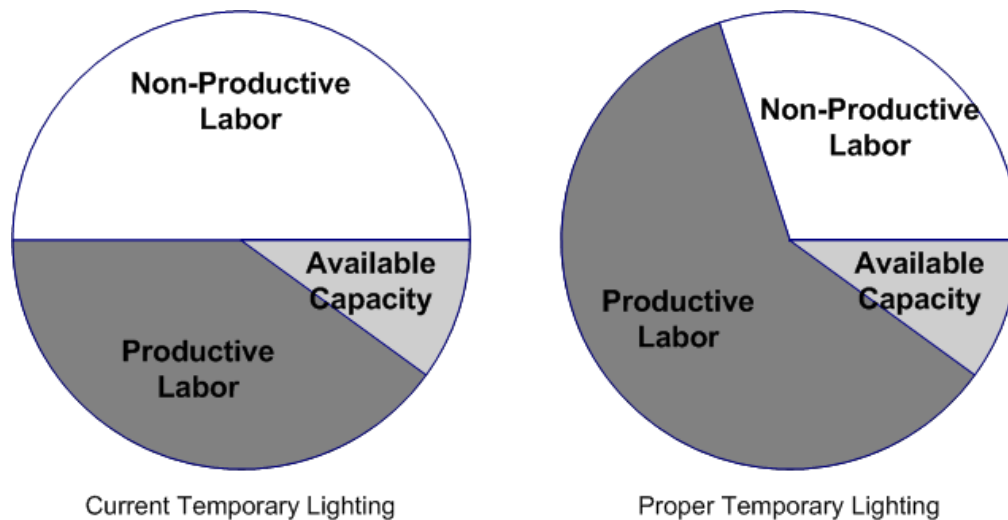 Non-Productive
Labor
Available
Capacity
Productive
Labor
Current Temporary Lighting
Non-Productive
Labor
Available
Capacity
Productive
Labor
Proper Temporary Lighting